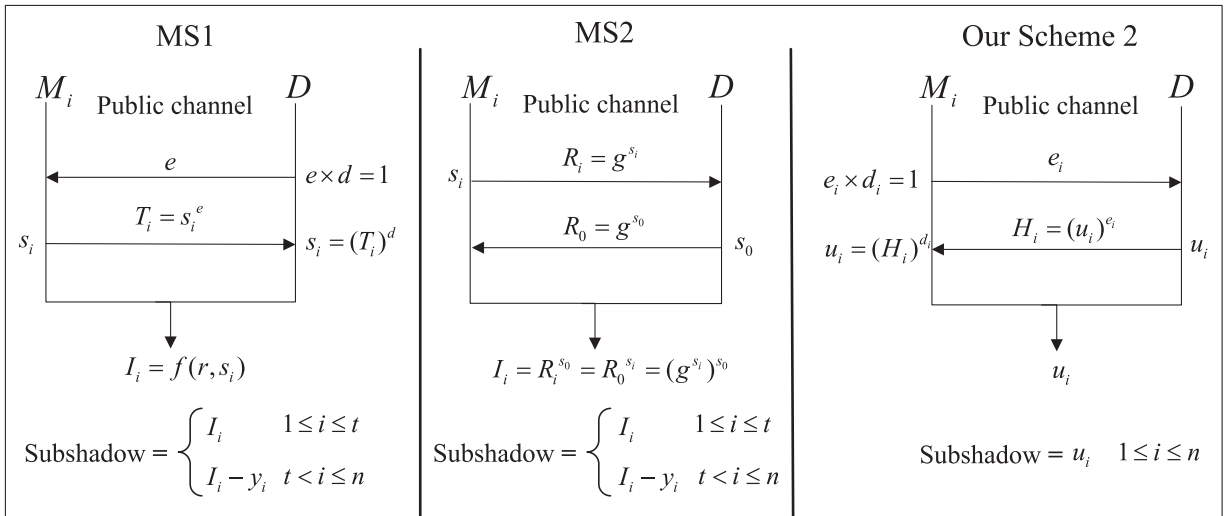 MS1
M_i Public channel D
e
e × d = 1
T_i = s_i^e
s_i
s_i = (T_i)^d
I_i = f(r, s_i)
Subshadow = { I_i 1 ≤ i ≤ t
I_i − y_i t < i ≤ n
MS2
M_i Public channel D
R_i = g^{s_i}
s_i
R_0 = g^{s_0}
s_0
I_i = R_i^{s_0} = R_0^{s_i} = (g^{s_i})^{s_0}
Subshadow = { I_i 1 ≤ i ≤ t
I_i − y_i t < i ≤ n
Our Scheme 2
M_i Public channel D
e_i
e_i × d_i = 1
H_i = (u_i)^{e_i}
u_i = (H_i)^{d_i}
u_i
u_i
Subshadow = u_i 1 ≤ i ≤ n